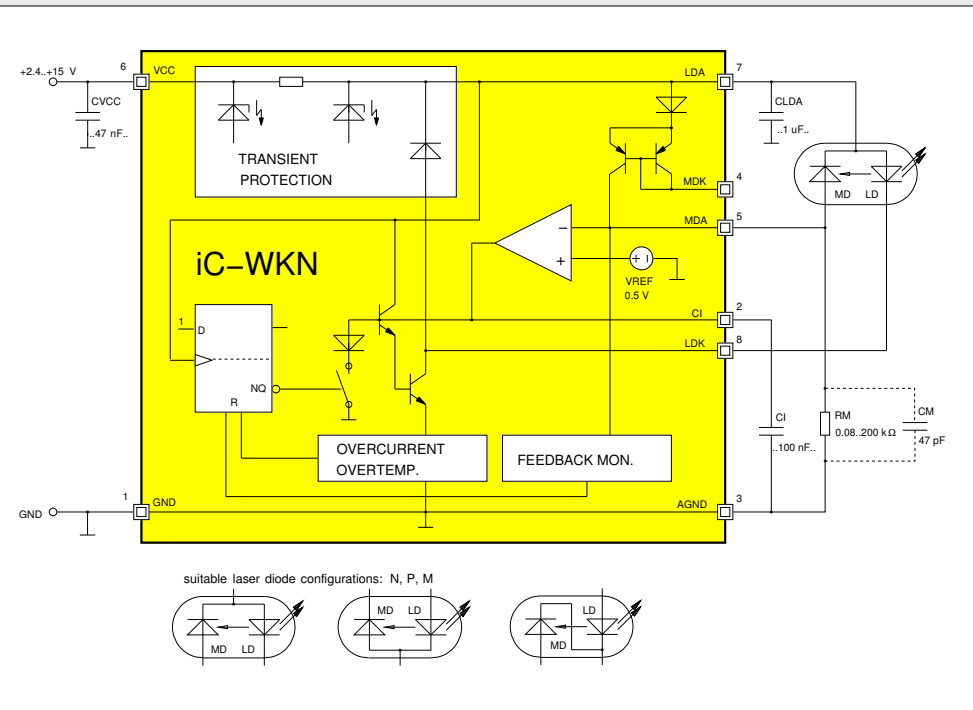 +2.4..+15 V
6
VCC
LDA
7
CVCC
..47 nF..
CLDA
..1 uF..
TRANSIENT
PROTECTION
MDK
4
MD LD
MDA
5
−
+
+ I
VREF
0.5 V
iC−WKN
CI
2
1
D
LDK
8
NQ
R
RM
0.08..200 kΩ
CM
47 pF
CI
..100 nF..
OVERCURRENT
OVERTEMP.
FEEDBACK MON.
1
GND
AGND
3
GND
suitable laser diode configurations: N, P, M
MD LD
LD
MD LD
MD